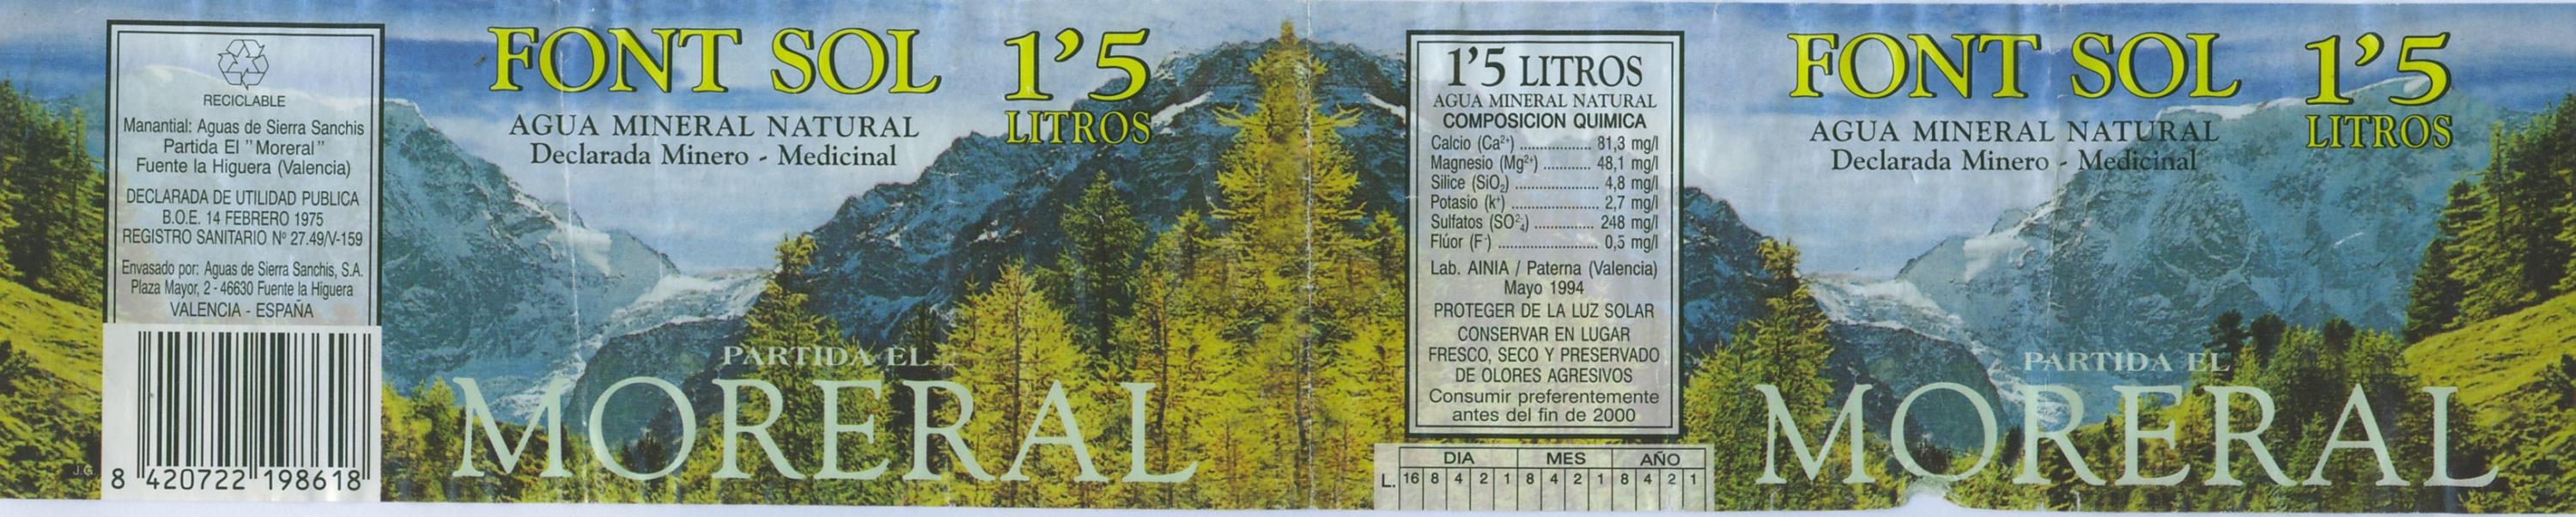 RECICLABLE
Manantial: Aguas de Sierra Sanchis
Partida El "Moreral"
Fuente la Higuera (Valencia)
DECLARADA DE UTILIDAD PUBLICA
B.O.E. 14 FEBRERO 1975
REGISTRO SANITARIO Nº 27.49/V-159
Envasado por: Aguas de Sierra Sanchis, S.A.
Plaza Mayor, 2 - 46630 Fuente la Higuera
VALENCIA - ESPAÑA
J.G.
8 420722 198618
FONT SOL 1'5
LITROS
AGUA MINERAL NATURAL
Declarada Minero - Medicinal
PARTIDA EL
MORERAL
1'5 LITROS
AGUA MINERAL NATURAL
COMPOSICION QUIMICA
Calcio (Ca²⁺) ................ 81,3 mg/l
Magnesio (Mg²⁺) ........... 48,1 mg/l
Silice (SiO₂) ................... 4,8 mg/l
Potasio (k⁺) ..................... 2,7 mg/l
Sulfatos (SO²⁻₄) .............. 248 mg/l
Flúor (F⁻) ....................... 0,5 mg/l
Lab. AINIA / Paterna (Valencia)
Mayo 1994
PROTEGER DE LA LUZ SOLAR
CONSERVAR EN LUGAR
FRESCO, SECO Y PRESERVADO
DE OLORES AGRESIVOS
Consumir preferentemente
antes del fin de 2000
DIA MES AÑO
L. 16 8 4 2 1 8 4 2 1 8 4 2 1
FONT SOL 1'5
LITROS
AGUA MINERAL NATURAL
Declarada Minero - Medicinal
PARTIDA EL
MORERAL